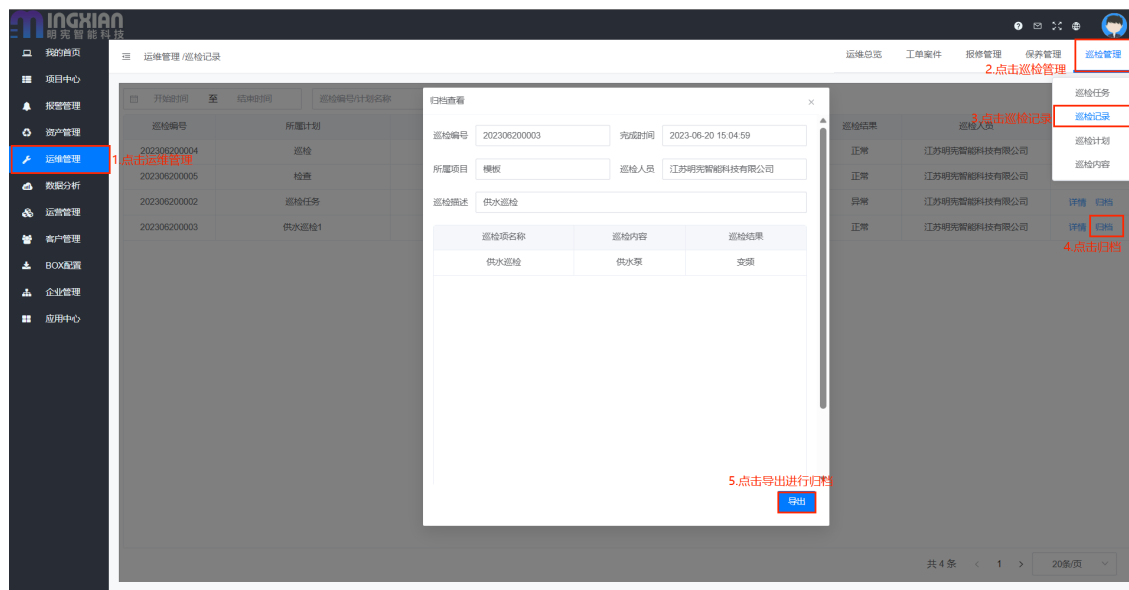 INGXIAN
明宪智能科技
我的首页
项目中心
报警管理
资产管理
运维管理
数据分析
运营管理
客户管理
BOX配置
企业管理
应用中心
1.点击运维管理
运维管理 /巡检记录
运维总览 工单案件 报修管理 保养管理 巡检管理
2.点击巡检管理
巡检任务
巡检记录
巡检计划
巡检内容
3.点击巡检记录
开始时间 至 结束时间 巡检编号/计划名称
巡检编号 所属计划 巡检结果 巡检人员
202306200004 巡检 正常 江苏明宪智能科技有限公司
202306200005 检查 正常 江苏明宪智能科技有限公司
202306200002 巡检任务 异常 江苏明宪智能科技有限公司 详情 归档
202306200003 供水巡检1 正常 江苏明宪智能科技有限公司 详情 归档
4.点击归档
归档查看
巡检编号 202306200003 完成时间 2023-06-20 15:04:59
所属项目 模板 巡检人员 江苏明宪智能科技有限公司
巡检描述 供水巡检
巡检项名称 巡检内容 巡检结果
供水巡检 供水泵 变频
5.点击导出进行归档
导出
共 4 条 1 20条/页